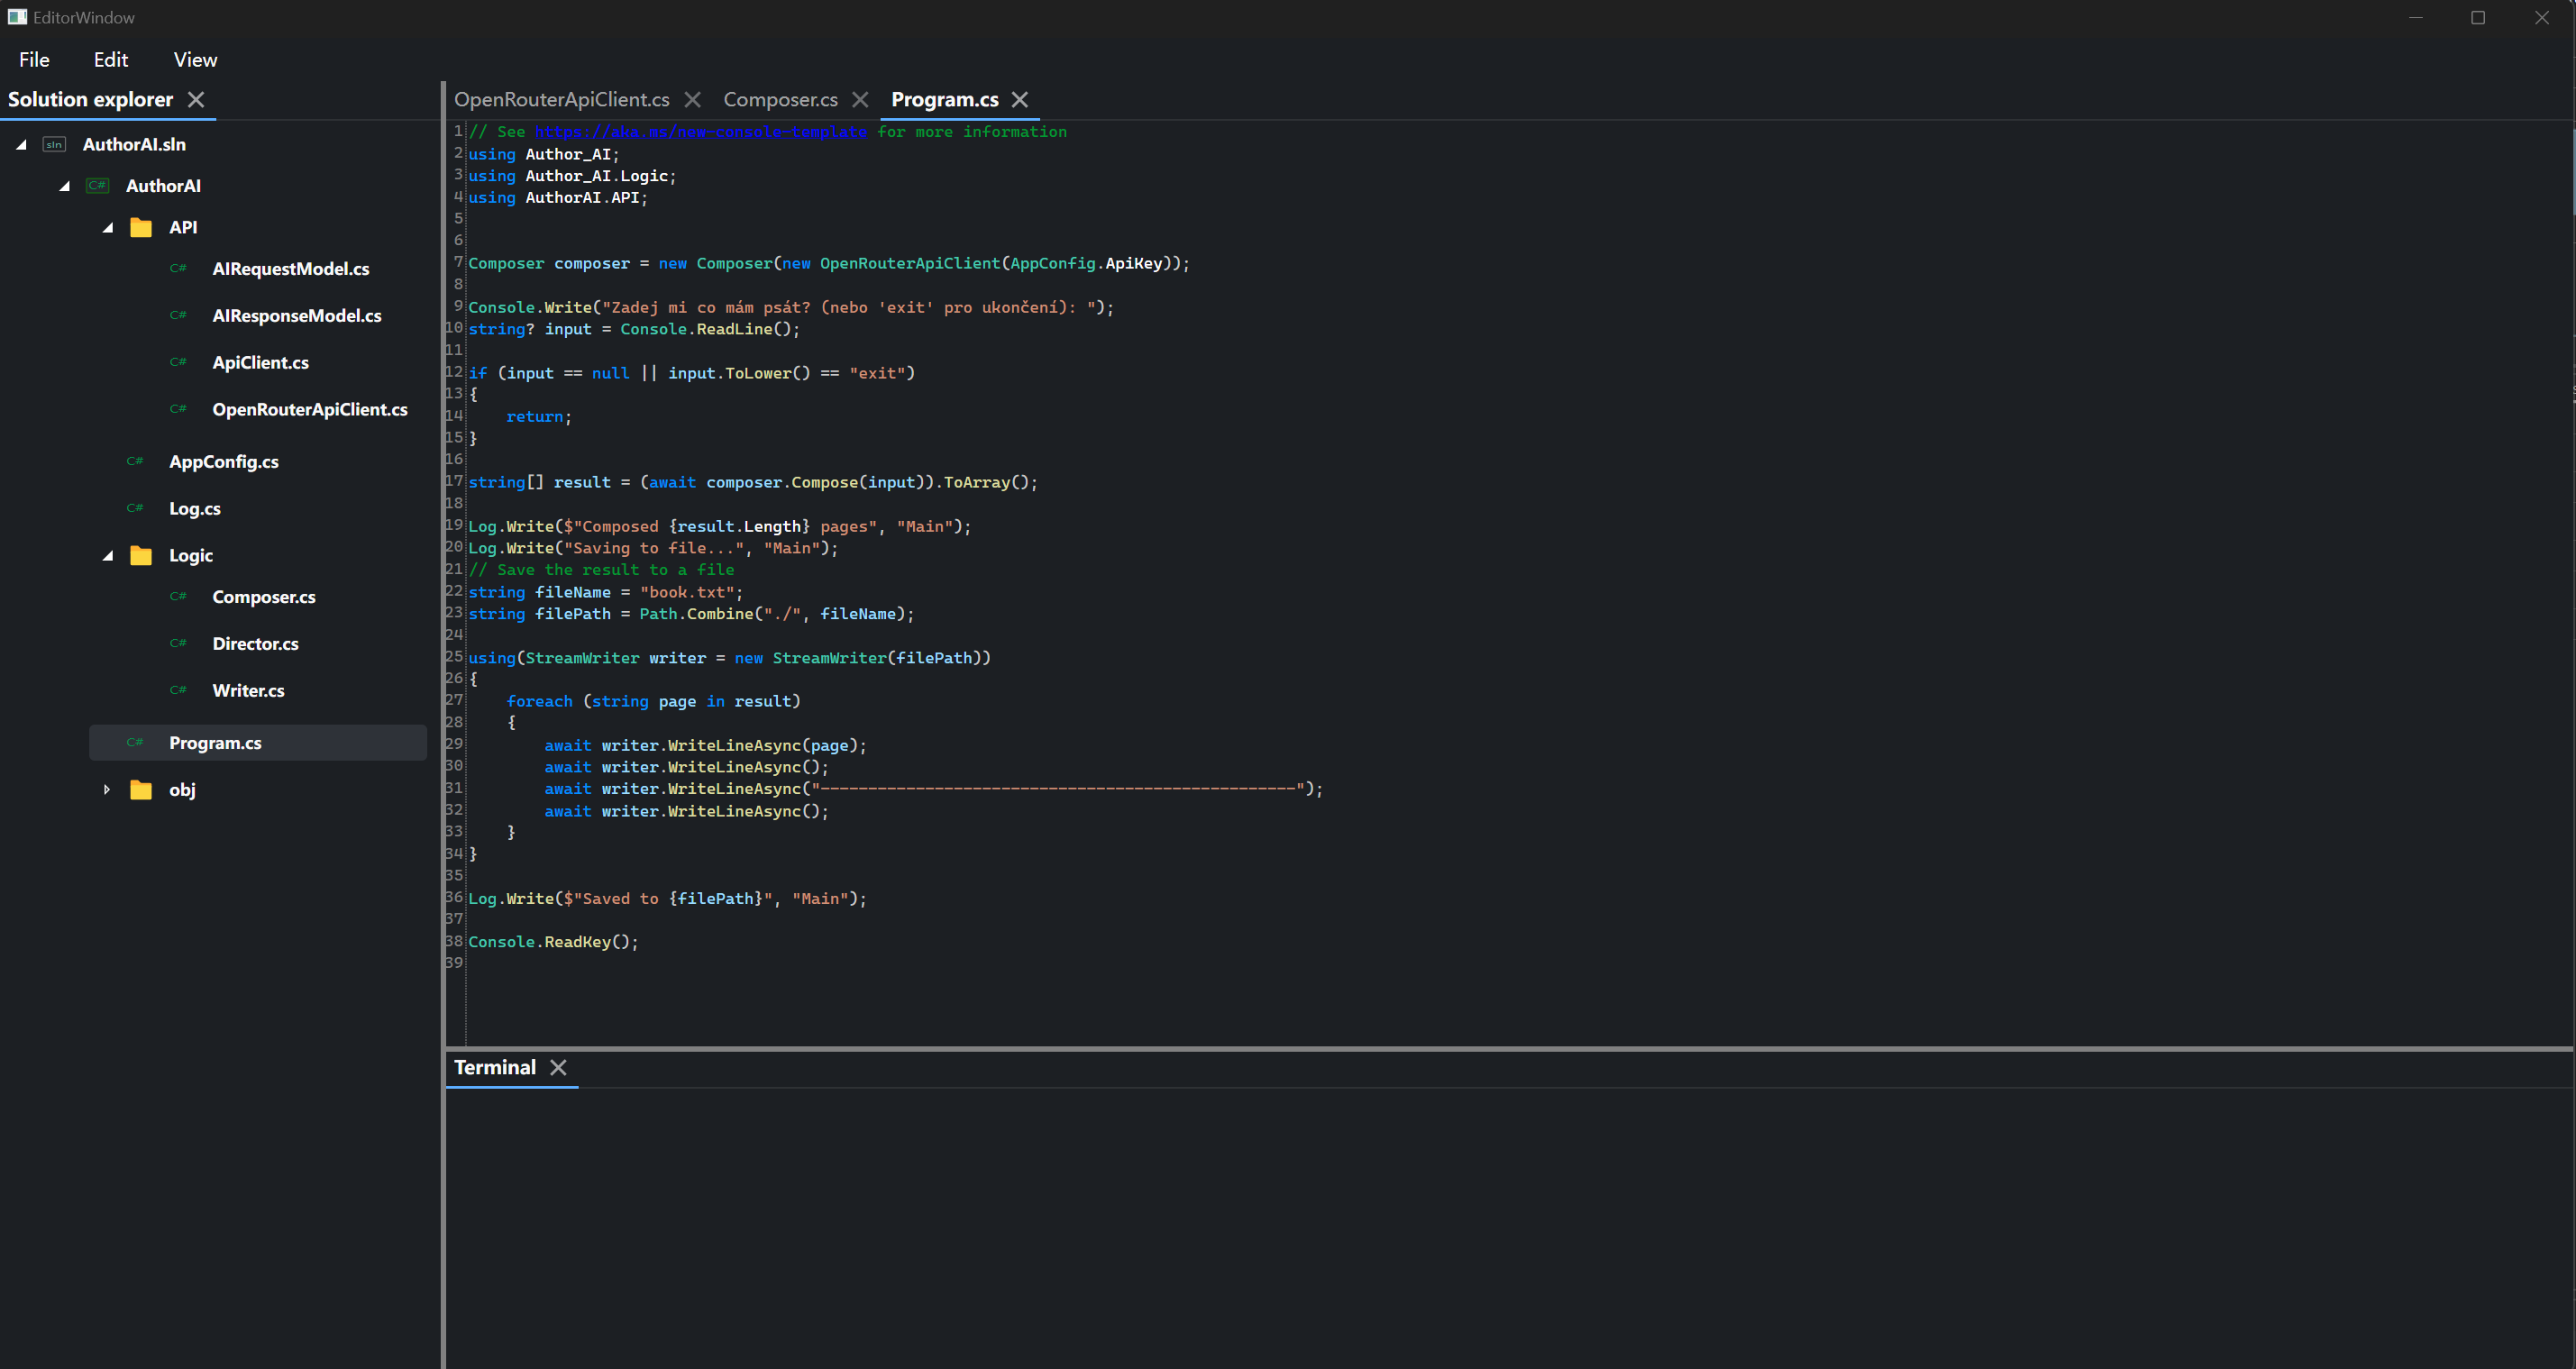 EditorWindow
File Edit View
Solution explorer
AuthorAI.sln
AuthorAI
API
C# AIRequestModel.cs
C# AIResponseModel.cs
C# ApiClient.cs
C# OpenRouterApiClient.cs
C# AppConfig.cs
C# Log.cs
Logic
C# Composer.cs
C# Director.cs
C# Writer.cs
C# Program.cs
obj
OpenRouterApiClient.cs Composer.cs Program.cs
1 // See https://aka.ms/new-console-template for more information
2 using Author_AI;
3 using Author_AI.Logic;
4 using AuthorAI.API;
5
6
7 Composer composer = new Composer(new OpenRouterApiClient(AppConfig.ApiKey));
8
9 Console.Write("Zadej mi co mám psát? (nebo 'exit' pro ukončení): ");
10 string? input = Console.ReadLine();
11
12 if (input == null || input.ToLower() == "exit")
13 {
14     return;
15 }
16
17 string[] result = (await composer.Compose(input)).ToArray();
18
19 Log.Write($"Composed {result.Length} pages", "Main");
20 Log.Write("Saving to file...", "Main");
21 // Save the result to a file
22 string fileName = "book.txt";
23 string filePath = Path.Combine("./", fileName);
24
25 using(StreamWriter writer = new StreamWriter(filePath))
26 {
27     foreach (string page in result)
28     {
29         await writer.WriteLineAsync(page);
30         await writer.WriteLineAsync();
31         await writer.WriteLineAsync("--------------------------------------------------");
32         await writer.WriteLineAsync();
33     }
34 }
35
36 Log.Write($"Saved to {filePath}", "Main");
37
38 Console.ReadKey();
39
Terminal